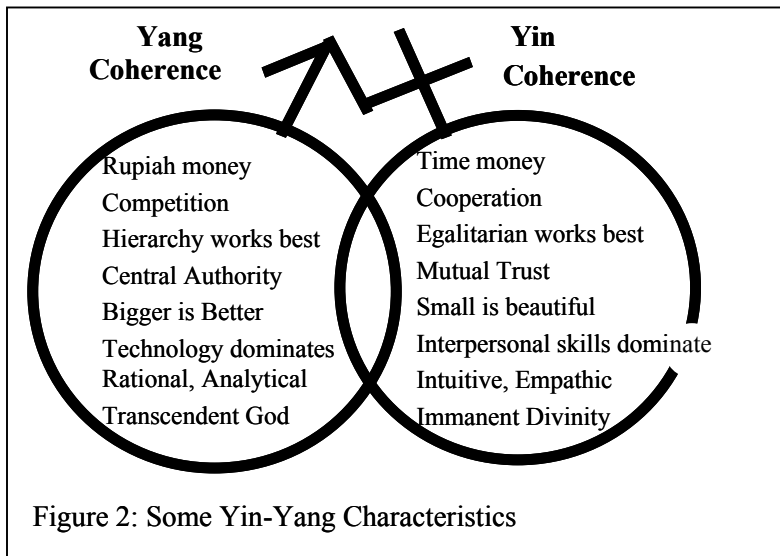 Yang
Coherence
Yin
Coherence
Rupiah money
Competition
Hierarchy works best
Central Authority
Bigger is Better
Technology dominates
Rational, Analytical
Transcendent God
Time money
Cooperation
Egalitarian works best
Mutual Trust
Small is beautiful
Interpersonal skills dominate
Intuitive, Empathic
Immanent Divinity
Figure 2: Some Yin-Yang Characteristics